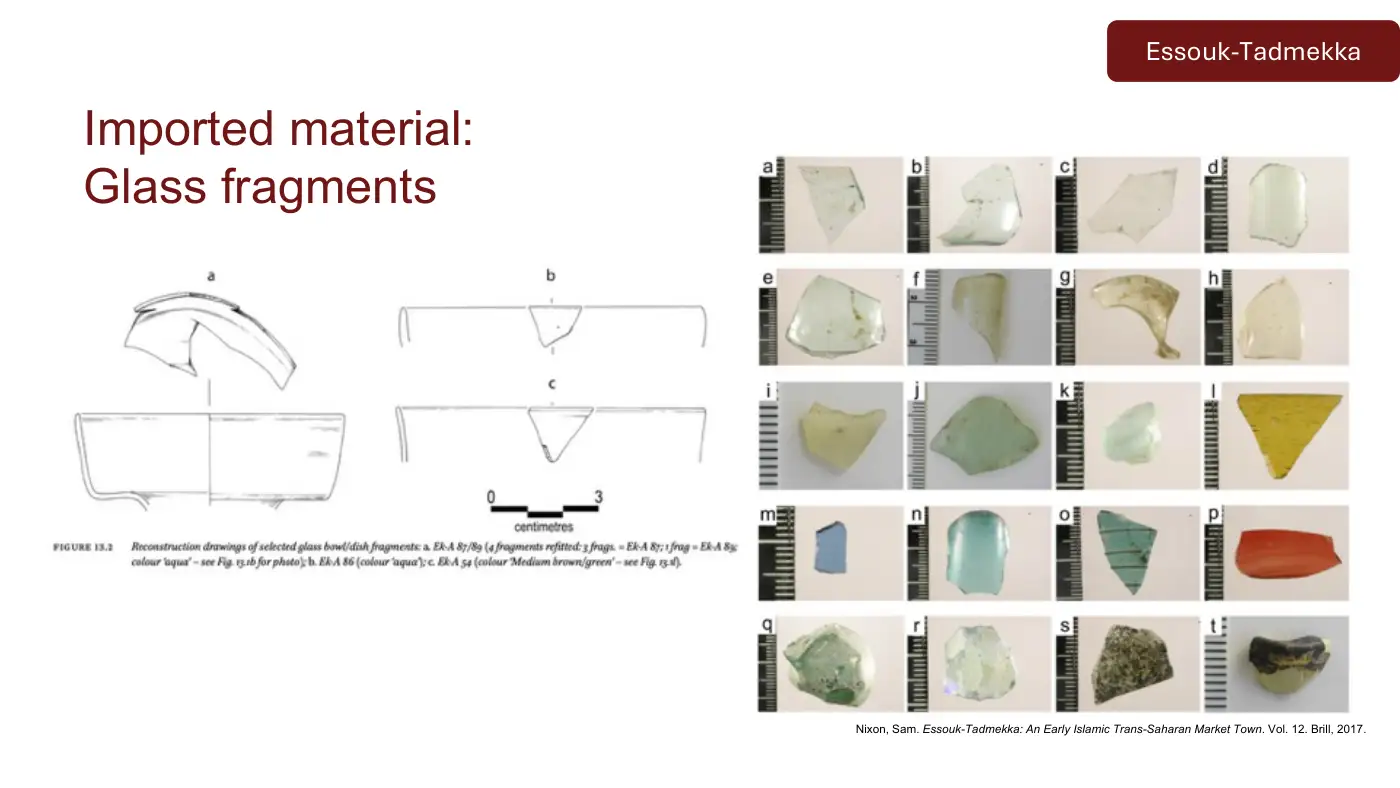 Essouk-Tadmekka
Imported material:
Glass fragments
a
b
c
0 3
centimetres
FIGURE 13.2 Reconstruction drawings of selected glass bowl/dish fragments: a. Ek-A 87/89 (4 fragments refitted: 3 frags. = Ek-A 87; 1 frag = Ek-A 89;
colour 'aqua' – see Fig. 13.1b for photo); b. Ek-A 86 (colour 'aqua'); c. Ek-A 54 (colour 'Medium brown/green' – see Fig. 13.1l).
a b c d
e f g h
i j k l
m n o p
q r s t
Nixon, Sam. Essouk-Tadmekka: An Early Islamic Trans-Saharan Market Town. Vol. 12. Brill, 2017.